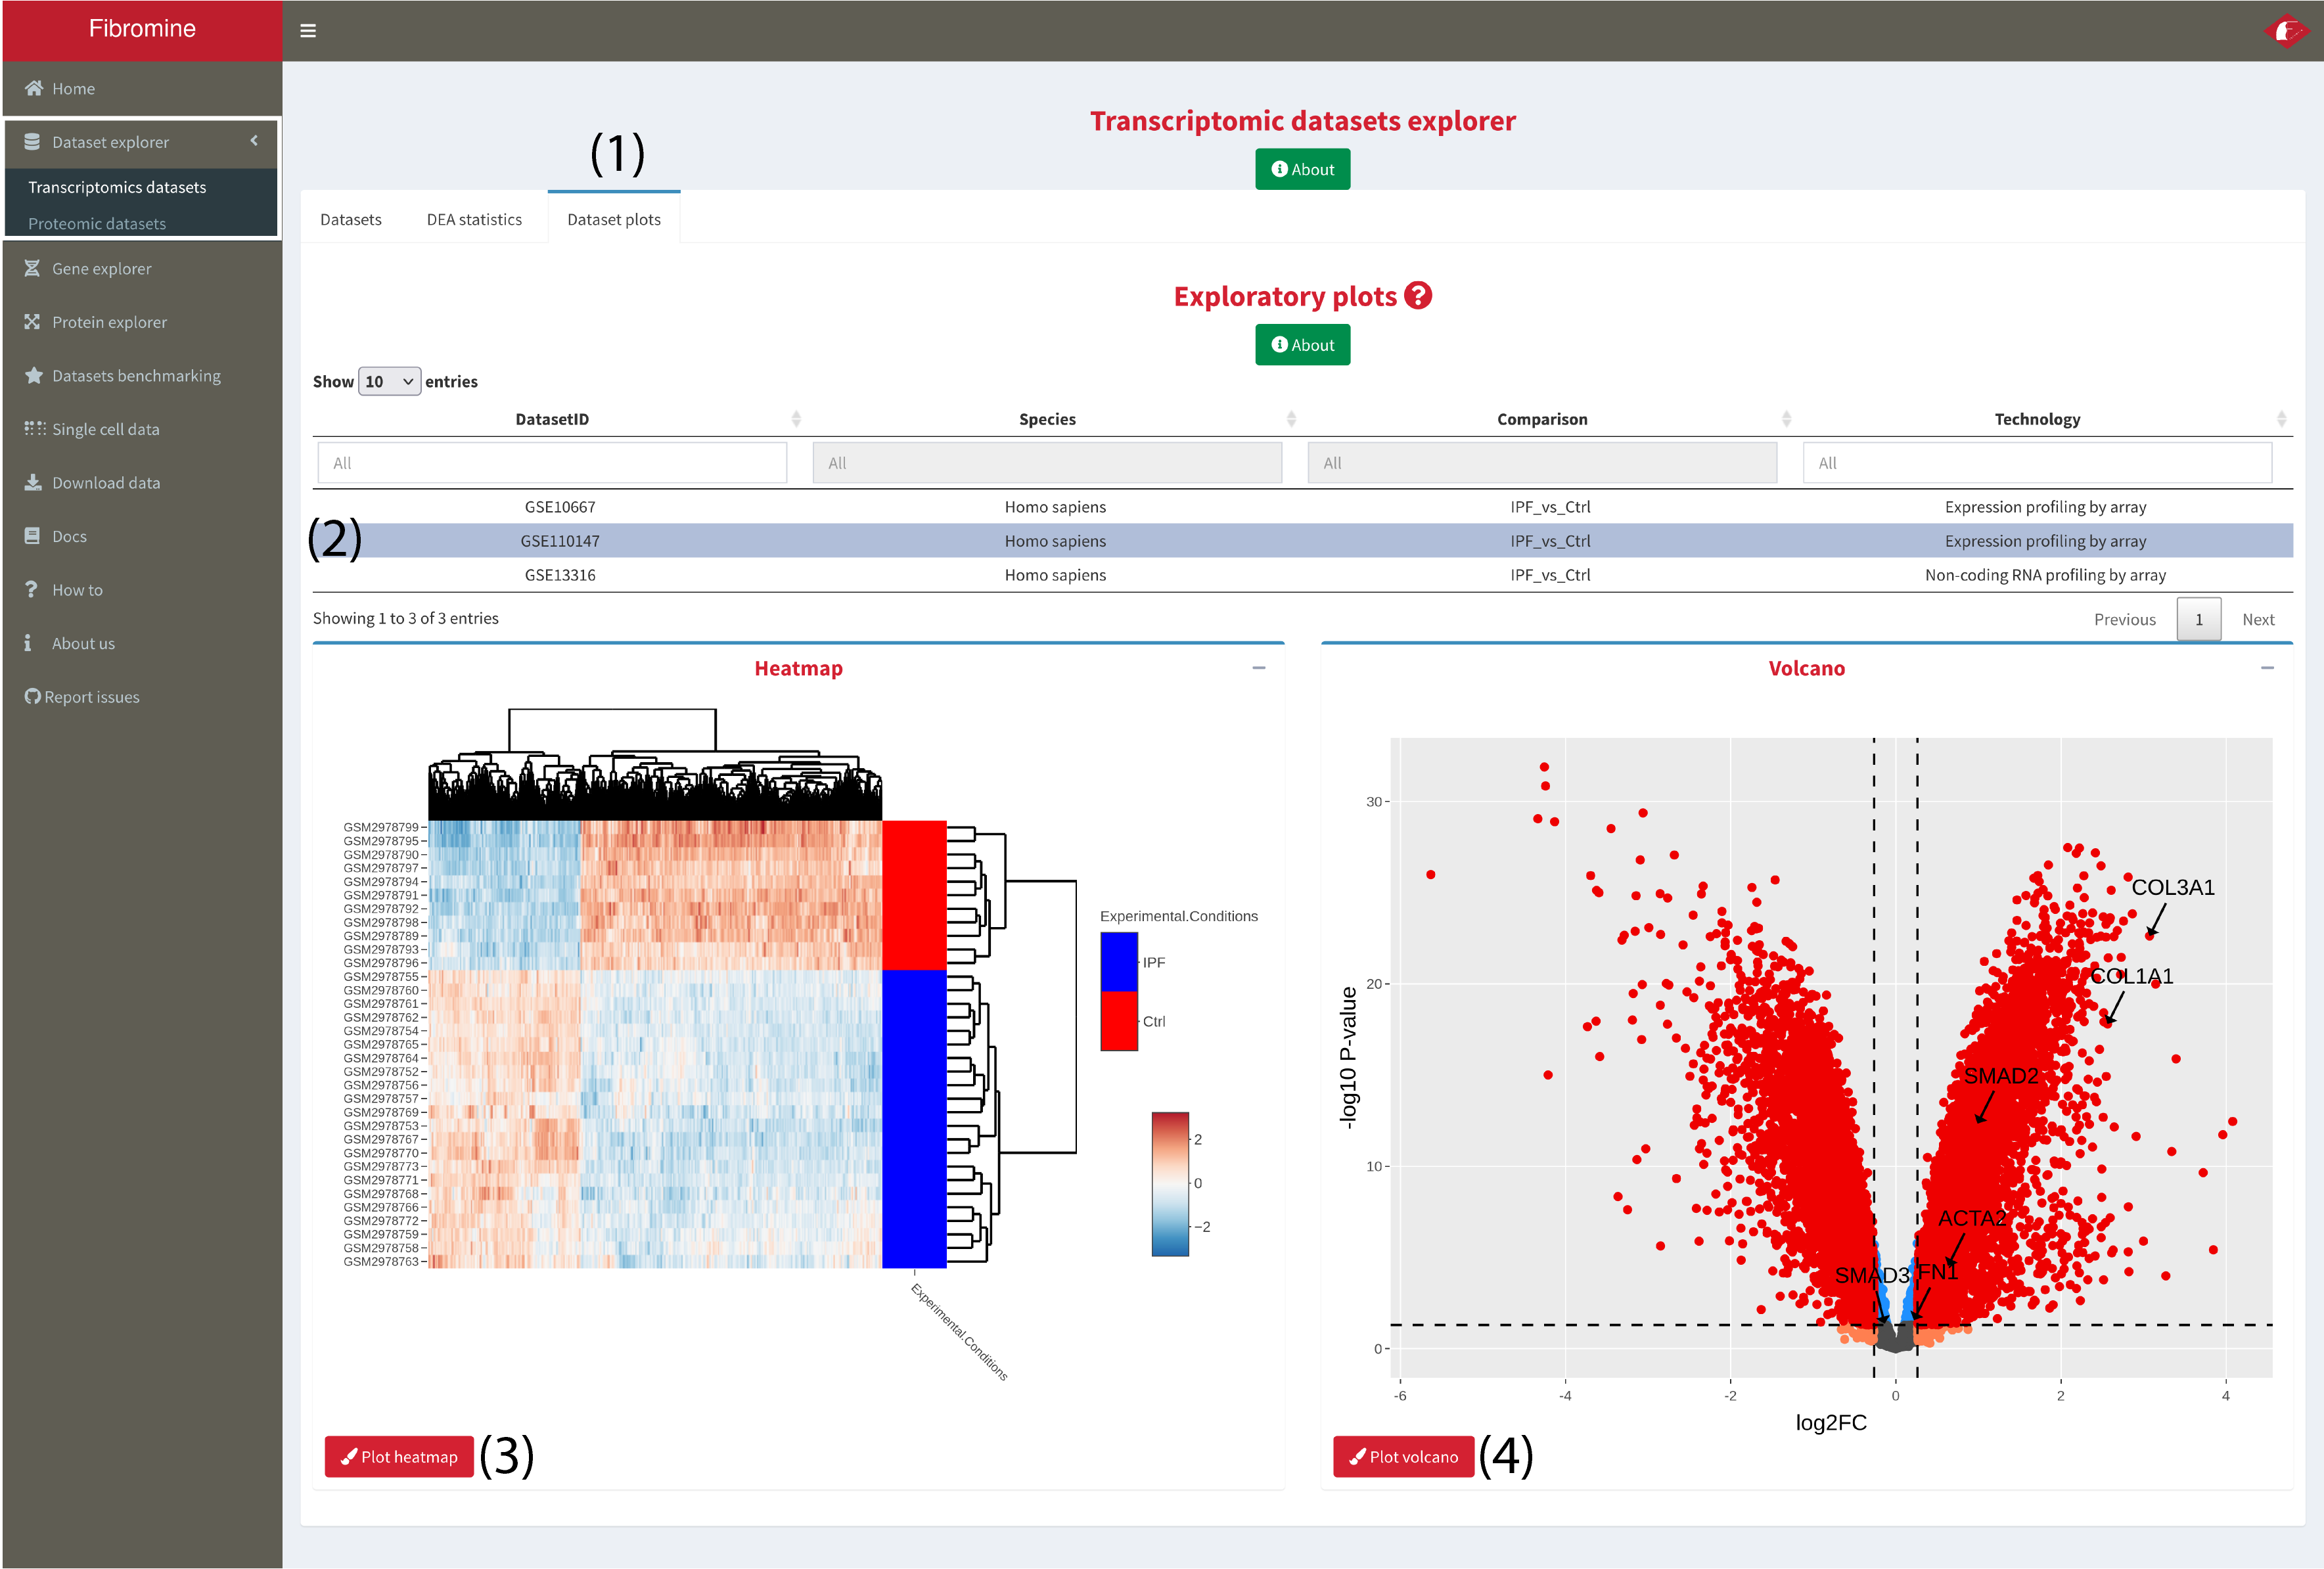 Fibromine
Home
Dataset explorer
Transcriptomics datasets
Proteomic datasets
Gene explorer
Protein explorer
Datasets benchmarking
Single cell data
Download data
Docs
How to
About us
Report issues
Transcriptomic datasets explorer
About
(1)
Datasets DEA statistics Dataset plots
Exploratory plots ?
About
Show 10 entries
DatasetID Species Comparison Technology
All All All All
GSE10667 Homo sapiens IPF_vs_Ctrl Expression profiling by array
(2) GSE110147 Homo sapiens IPF_vs_Ctrl Expression profiling by array
GSE13316 Homo sapiens IPF_vs_Ctrl Non-coding RNA profiling by array
Showing 1 to 3 of 3 entries Previous 1 Next
Heatmap
GSM2978799
GSM2978795
GSM2978790
GSM2978797
GSM2978794
GSM2978791
GSM2978792
GSM2978798
GSM2978789
GSM2978793
GSM2978796
GSM2978755
GSM2978760
GSM2978761
GSM2978762
GSM2978754
GSM2978765
GSM2978764
GSM2978752
GSM2978756
GSM2978757
GSM2978769
GSM2978753
GSM2978767
GSM2978770
GSM2978773
GSM2978771
GSM2978768
GSM2978766
GSM2978772
GSM2978759
GSM2978758
GSM2978763
Experimental.Conditions
Experimental.Conditions
IPF
Ctrl
2
0
−2
Plot heatmap (3)
Volcano
-log10 P-value
30
20
10
0
COL3A1
COL1A1
SMAD2
ACTA2
SMAD3 FN1
-6 -4 -2 0 2 4
log2FC
Plot volcano (4)